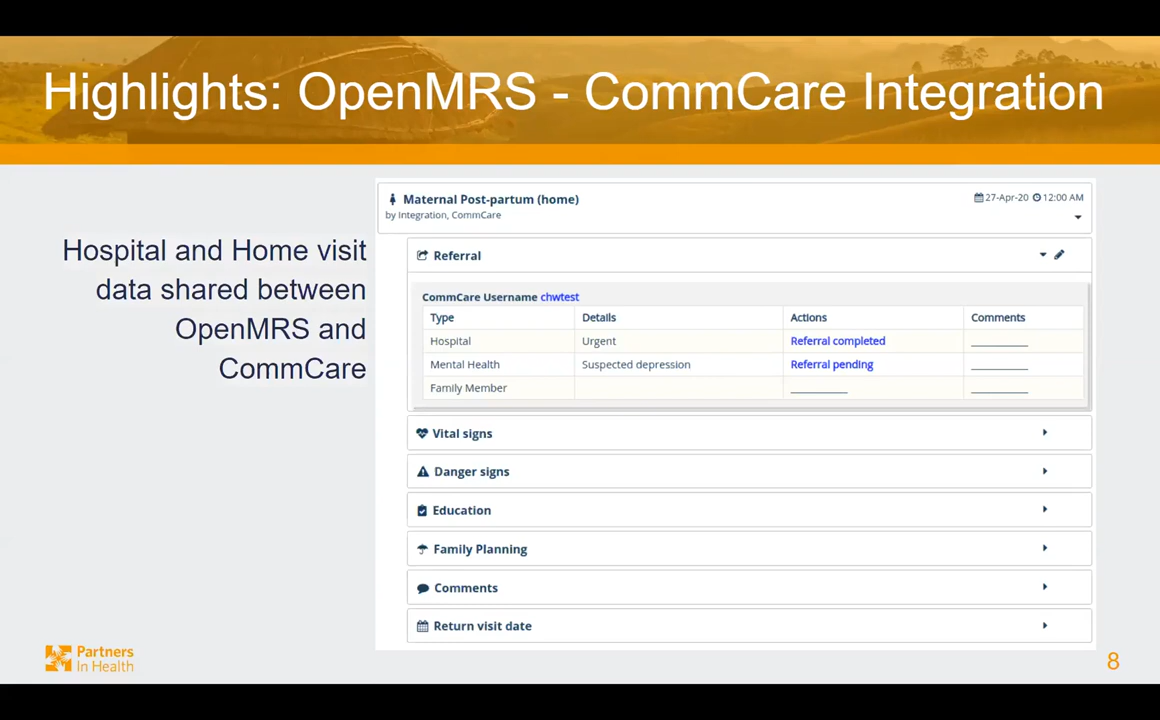 Highlights: OpenMRS - CommCare Integration
Hospital and Home visit
data shared between
OpenMRS and
CommCare
Maternal Post-partum (home)
27-Apr-20 12:00 AM
by Integration, CommCare
Referral
CommCare Username chwtest
Type Details Actions Comments
Hospital Urgent Referral completed
Mental Health Suspected depression Referral pending
Family Member
Vital signs
Danger signs
Education
Family Planning
Comments
Return visit date
Partners
In Health
8